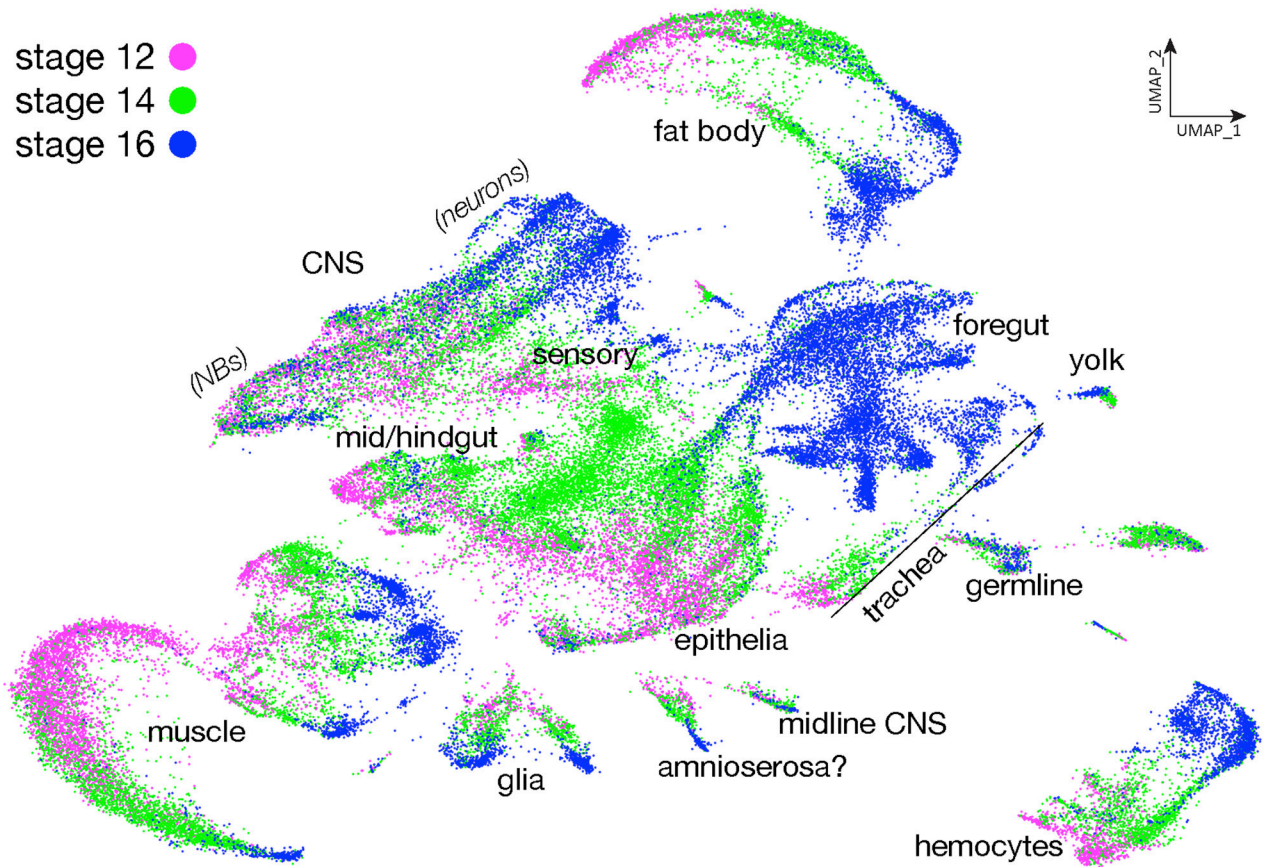 stage 12
stage 14
stage 16
UMAP_2
UMAP_1
fat body
(neurons)
CNS
(NBs)
sensory
foregut
yolk
mid/hindgut
trachea
germline
epithelia
muscle
glia
amnioserosa?
midline CNS
hemocytes